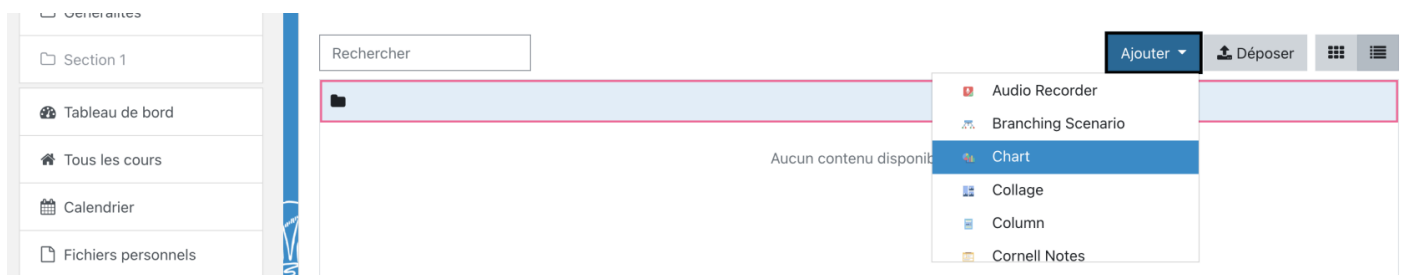 Généralités
Section 1
Tableau de bord
Tous les cours
Calendrier
Fichiers personnels
Rechercher
Ajouter
Déposer
Aucun contenu disponib
Audio Recorder
Branching Scenario
Chart
Collage
Column
Cornell Notes